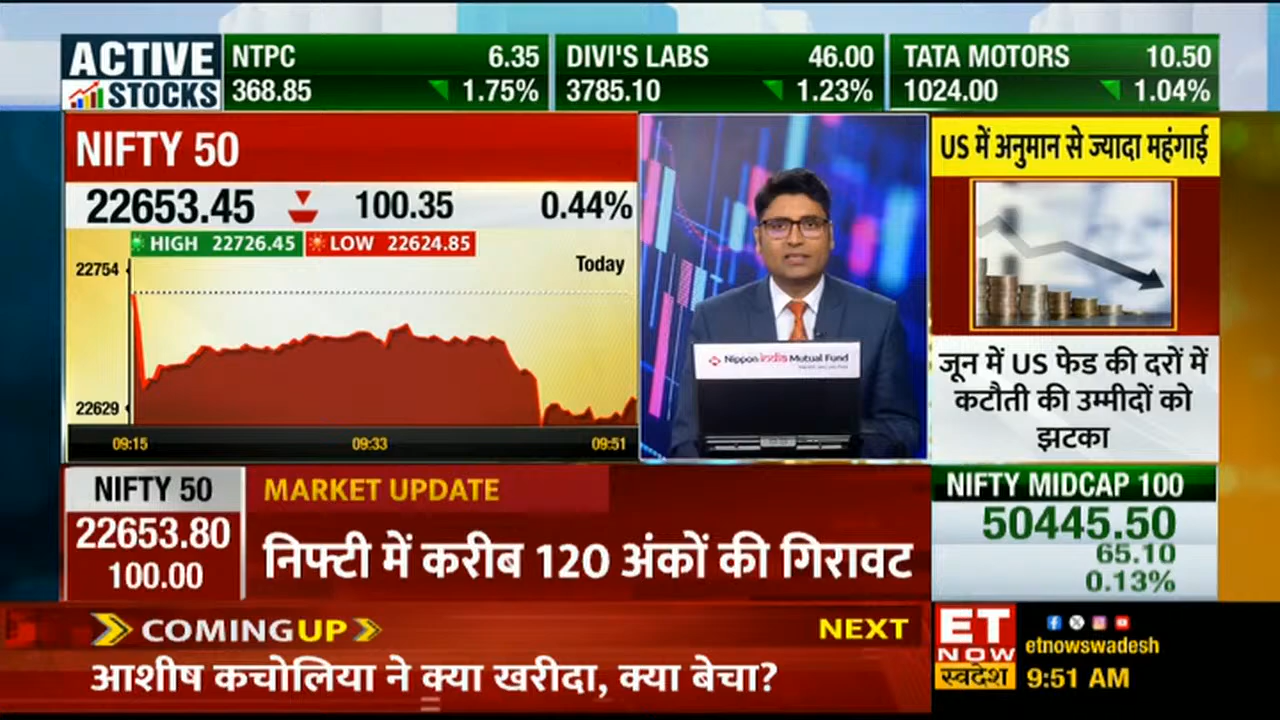 ACTIVE STOCKS
NTPC 6.35
368.85 1.75%
DIVI'S LABS 46.00
3785.10 1.23%
TATA MOTORS 10.50
1024.00 1.04%
NIFTY 50
22653.45 100.35 0.44%
HIGH 22726.45 LOW 22624.85
Today
22754
22629
09:15 09:33 09:51
Nippon india Mutual Fund
US में अनुमान से ज्यादा महंगाई
जून में US फेड की दरों में
कटौती की उम्मीदों को
झटका
NIFTY 50
22653.80
100.00
MARKET UPDATE
निफ्टी में करीब 120 अंकों की गिरावट
NIFTY MIDCAP 100
50445.50
65.10
0.13%
COMING UP
NEXT
आशीष कचोलिया ने क्या खरीदा, क्या बेचा?
ET
NOW
स्वदेश
etnowswadesh
9:51 AM